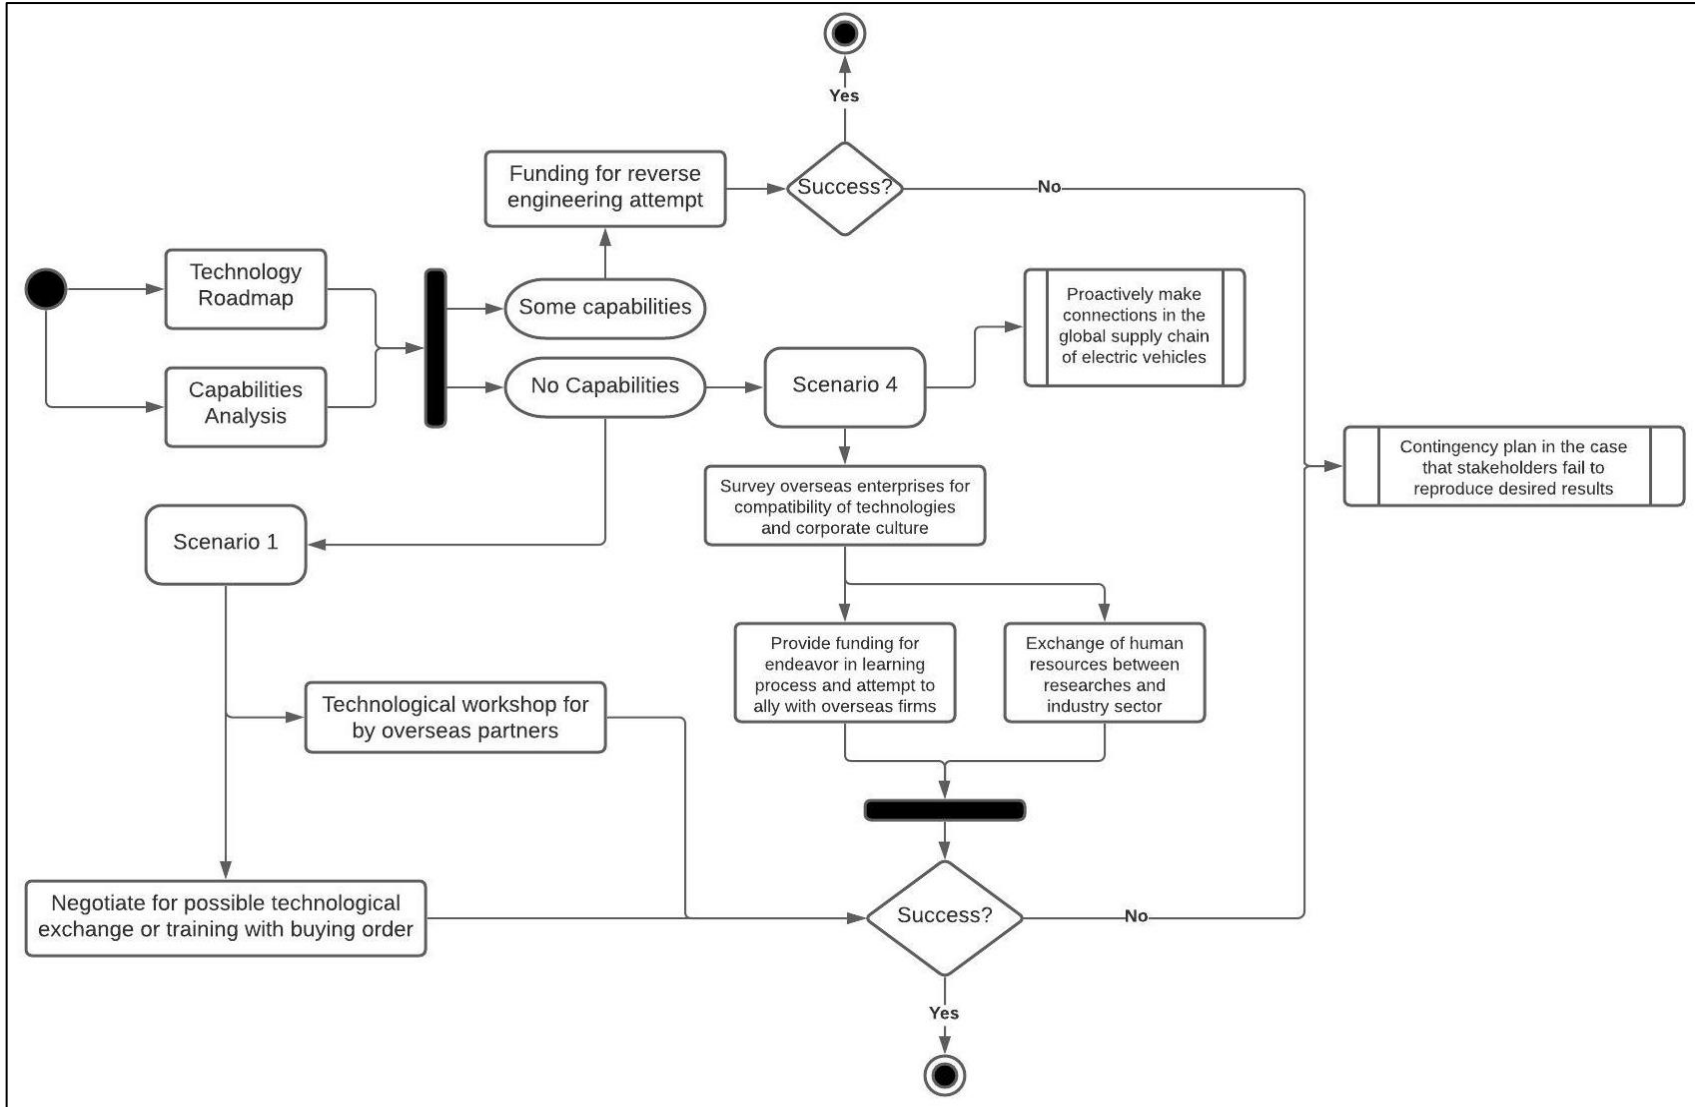 Yes
Funding for reverse
engineering attempt
Success?
No
Technology
Roadmap
Some capabilities
Proactively make
connections in the
global supply chain
of electric vehicles
Capabilities
Analysis
No Capabilities
Scenario 4
Contingency plan in the case
that stakeholders fail to
reproduce desired results
Survey overseas enterprises for
compatibility of technologies
and corporate culture
Scenario 1
Provide funding for
endeavor in learning
process and attempt to
ally with overseas firms
Exchange of human
resources between
researches and
industry sector
Technological workshop for
by overseas partners
Negotiate for possible technological
exchange or training with buying order
Success?
No
Yes